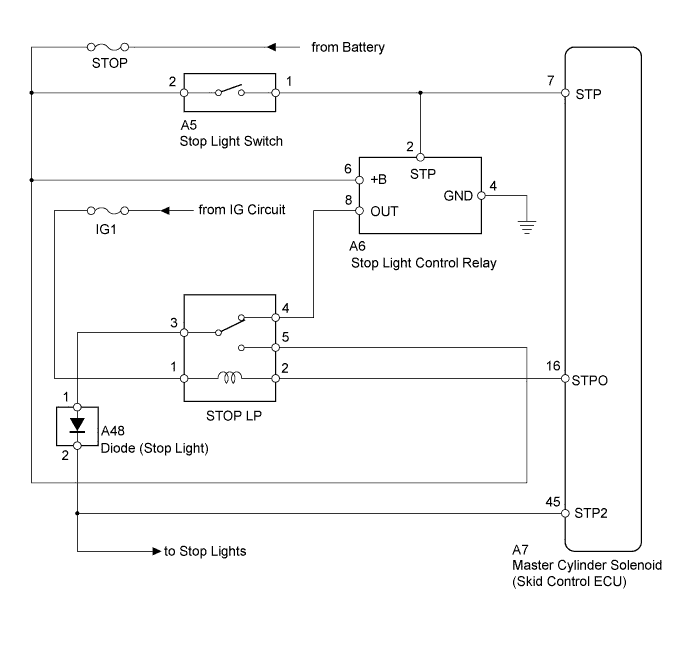 from Battery
STOP
2
1
7
STP
A5
Stop Light Switch
2
6
+B
STP
4
GND
8
OUT
from IG Circuit
IG1
A6
Stop Light Control Relay
3
4
5
1
2
16
STPO
STOP LP
1
A48
Diode (Stop Light)
2
45
STP2
to Stop Lights
A7
Master Cylinder Solenoid
(Skid Control ECU)